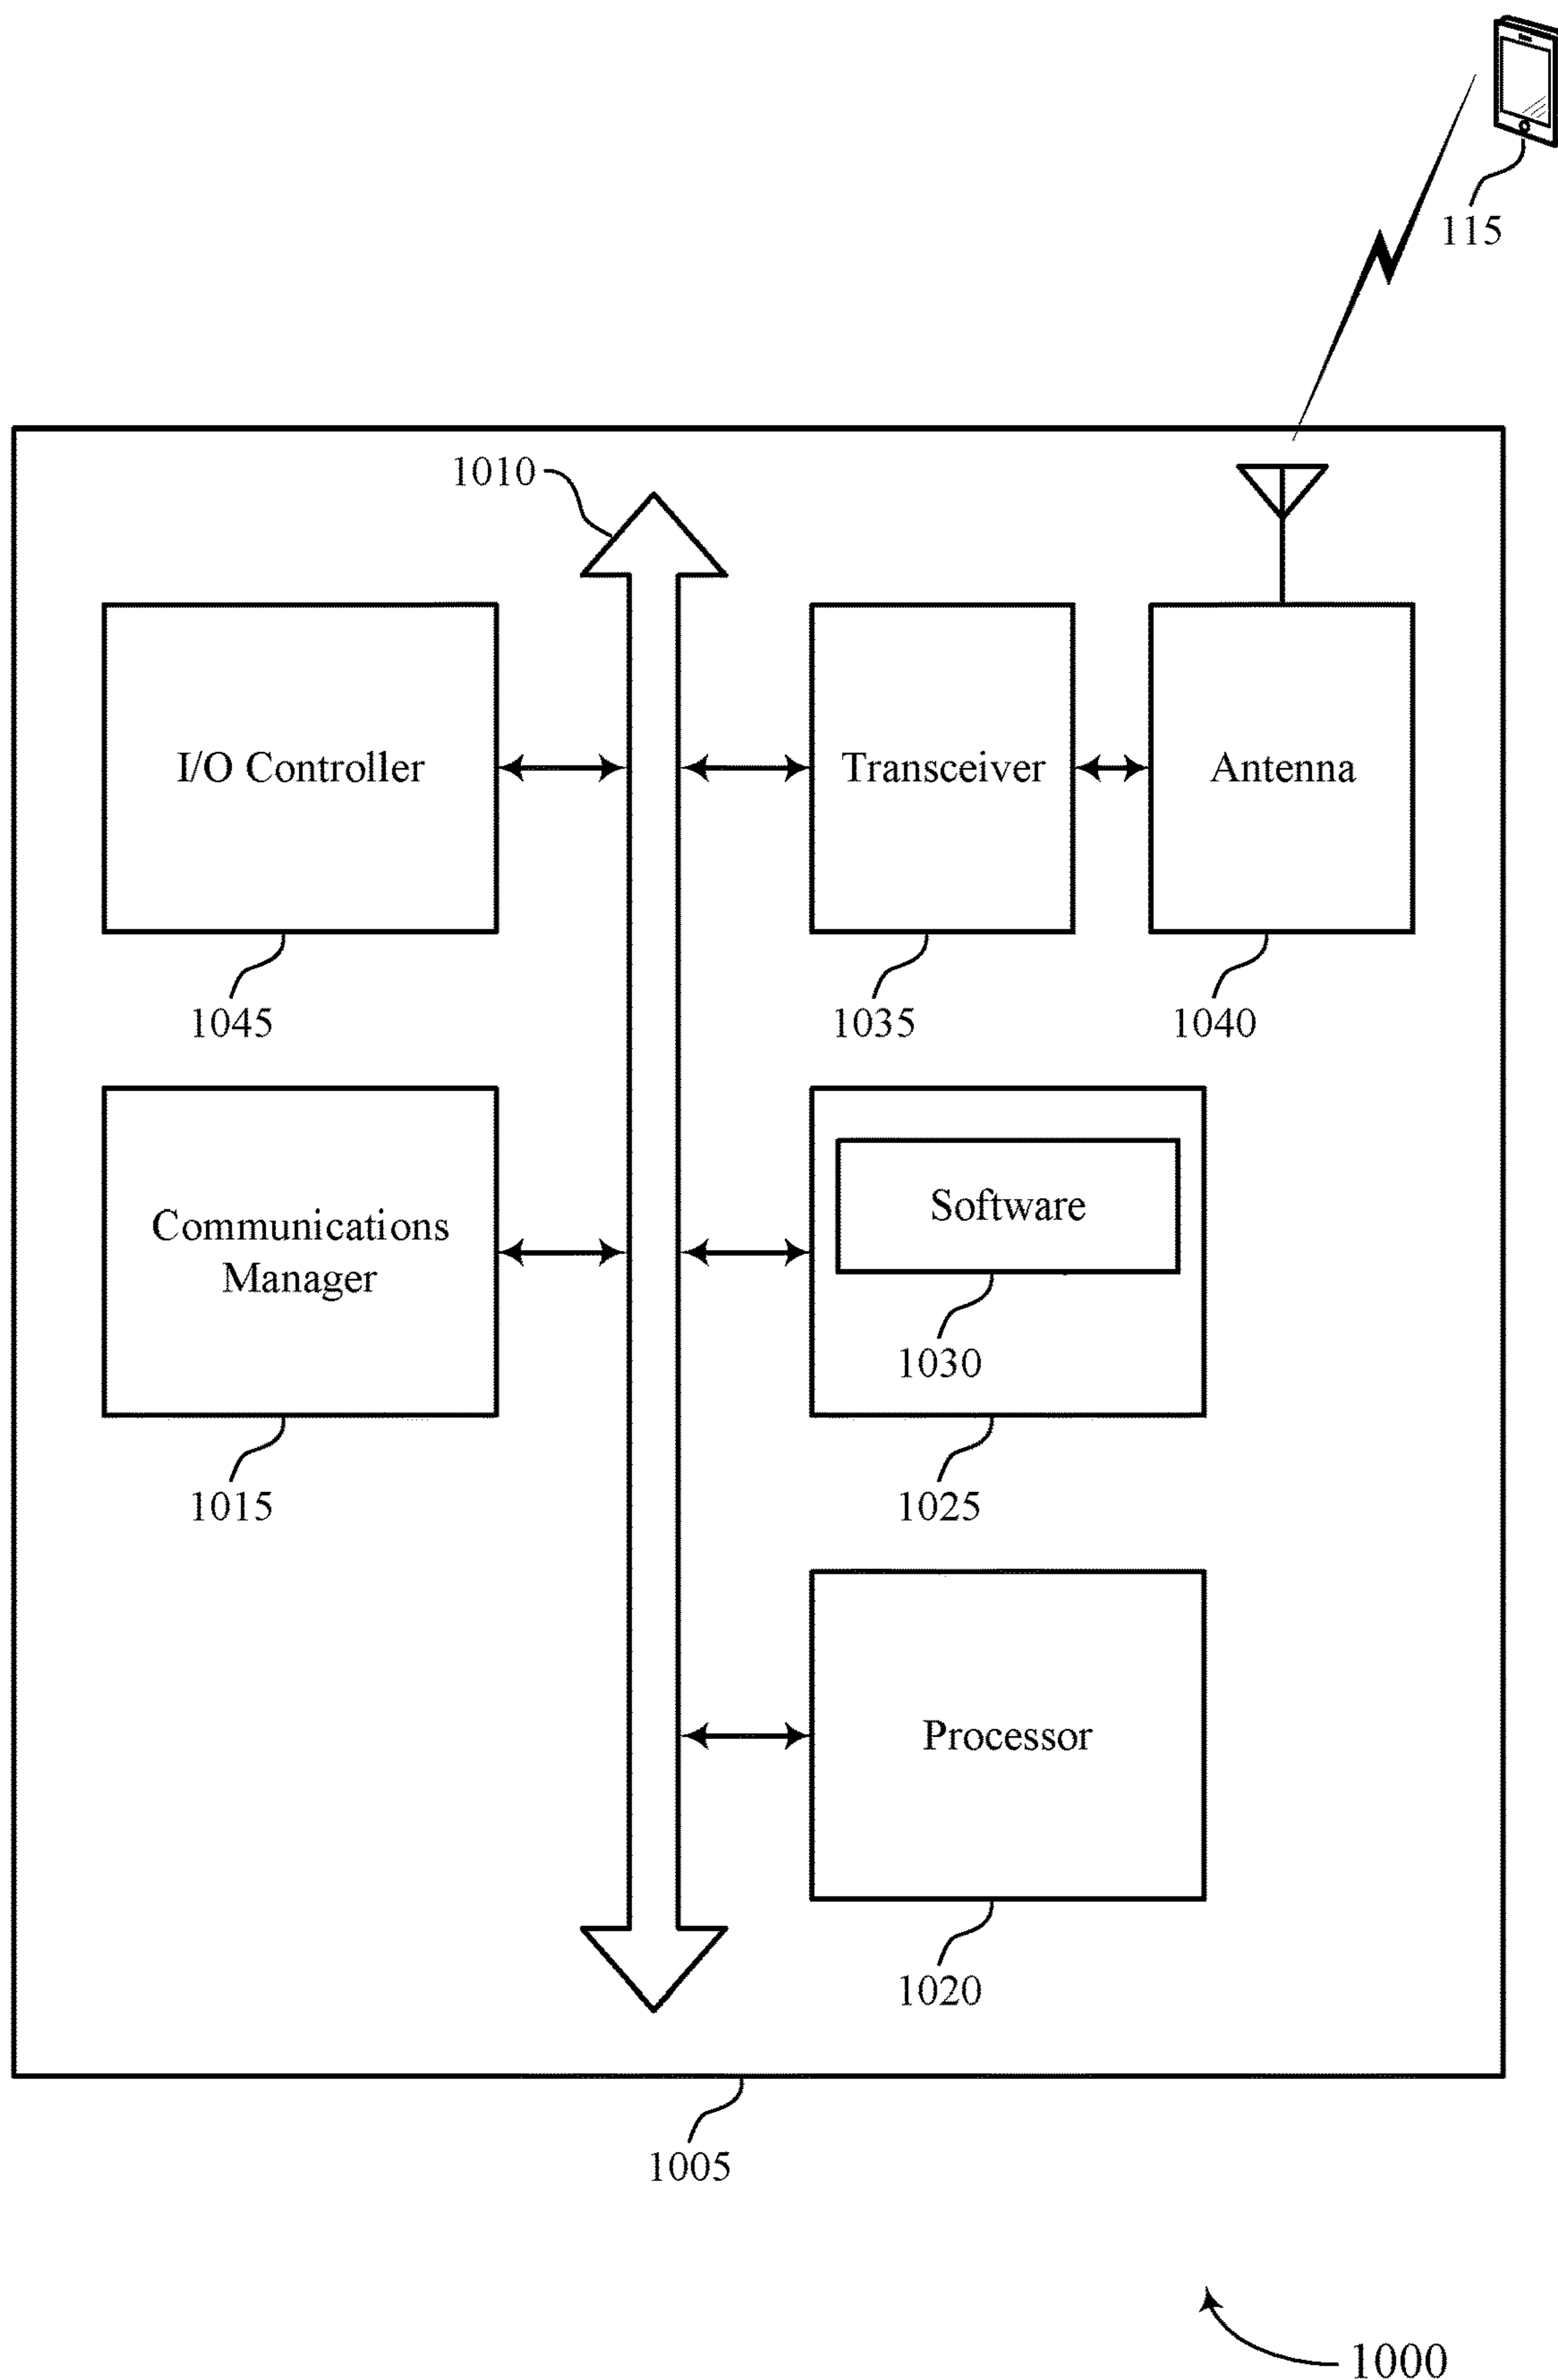 115
1010
I/O Controller
Transceiver
Antenna
1045
1035
1040
Communications
Manager
Software
1030
1015
1025
Processor
1020
1005
1000